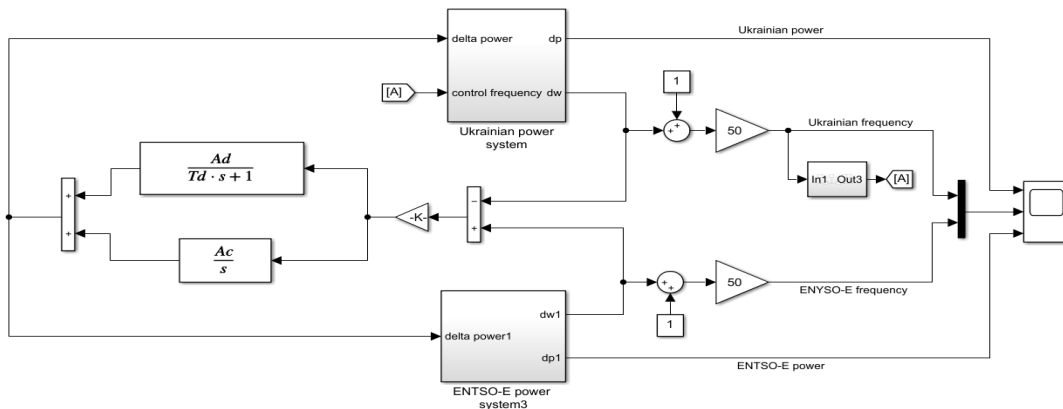 Ukrainian power
delta power
dp
[A]
control frequency
dw
Ukrainian power
system
1
+
+
50
Ukrainian frequency
In1
Out3
[A]
Ad
Td · s + 1
+
+
Ac
s
-K-
−
+
+
+
1
50
ENYSO-E frequency
delta power1
dw1
dp1
ENTSO-E power
system3
ENTSO-E power